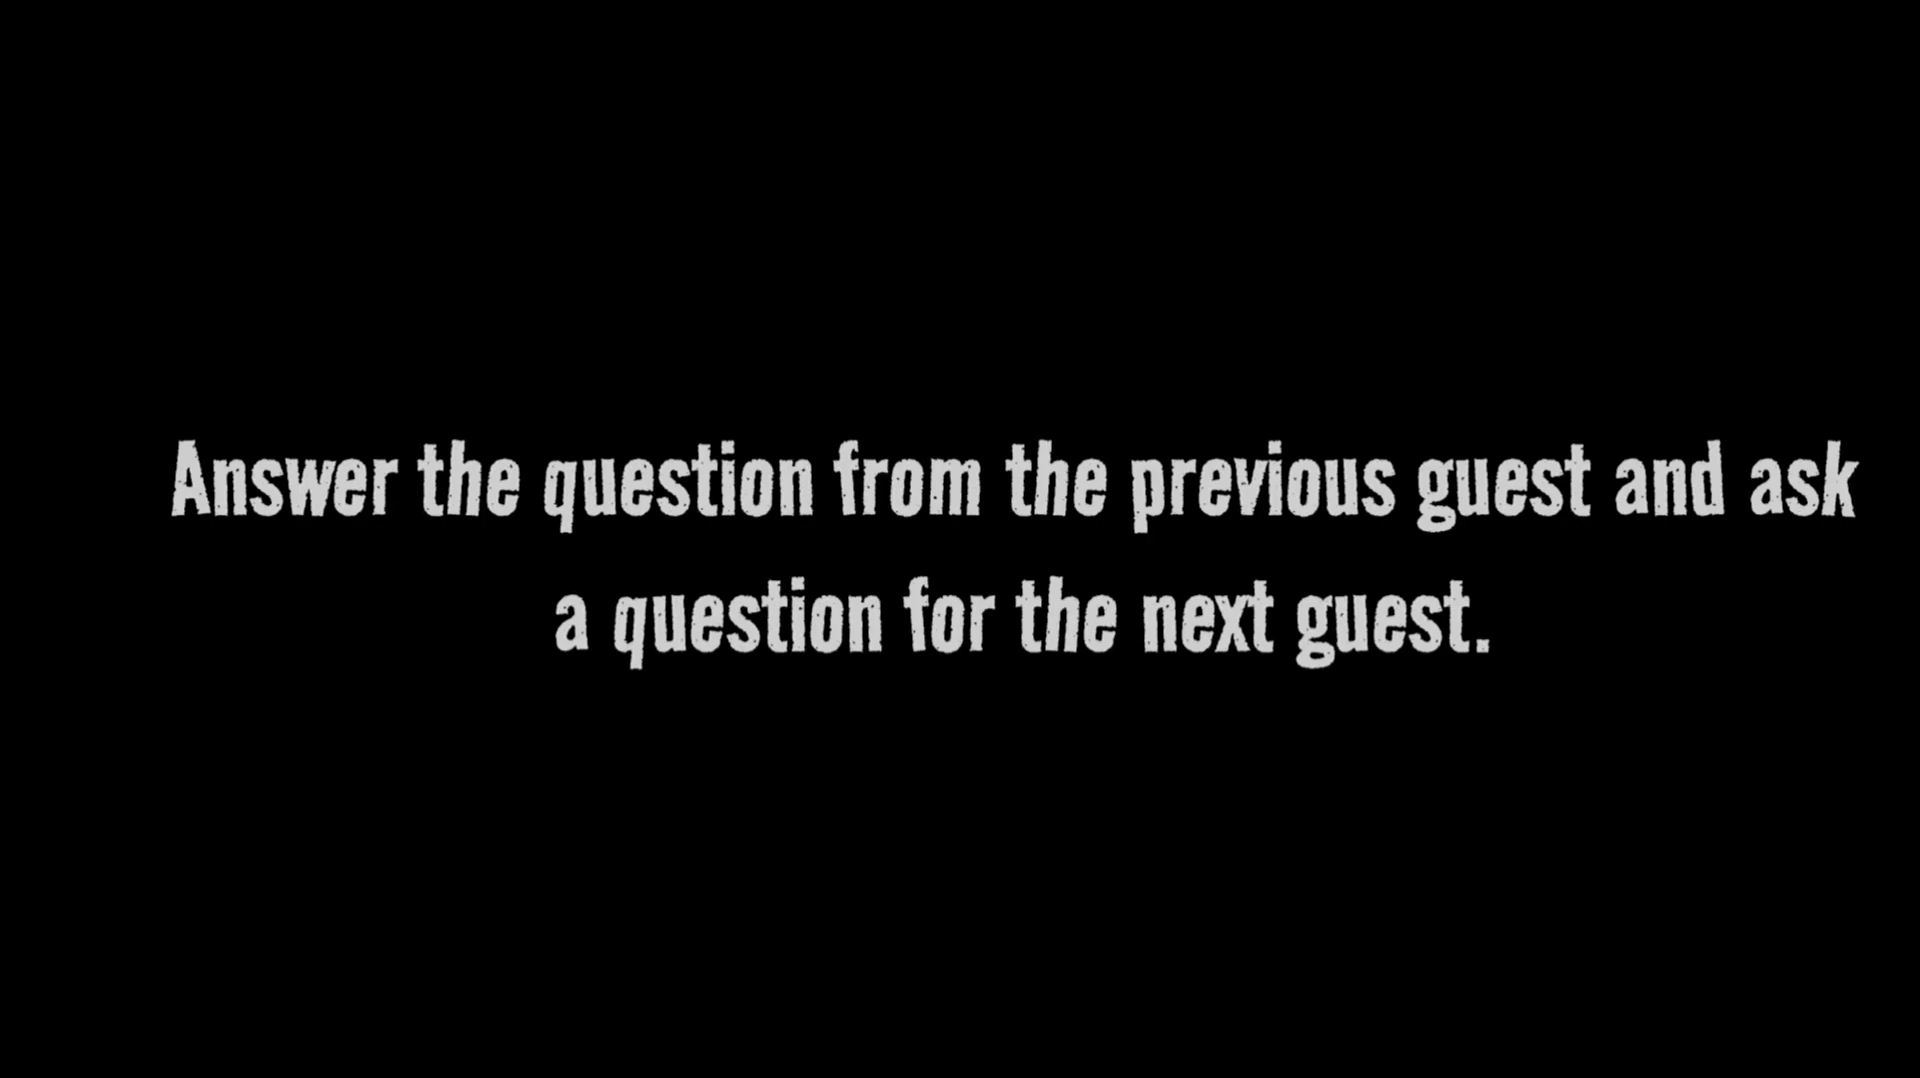 Answer the question from the previous guest and ask
a question for the next guest.